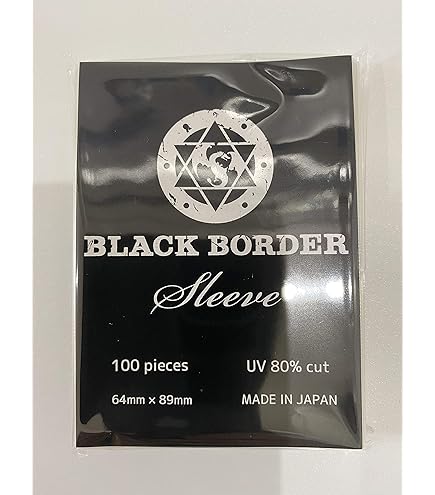 BLACK BORDER
Sleeve
100 pieces
UV 80% cut
64mm × 89mm
MADE IN JAPAN